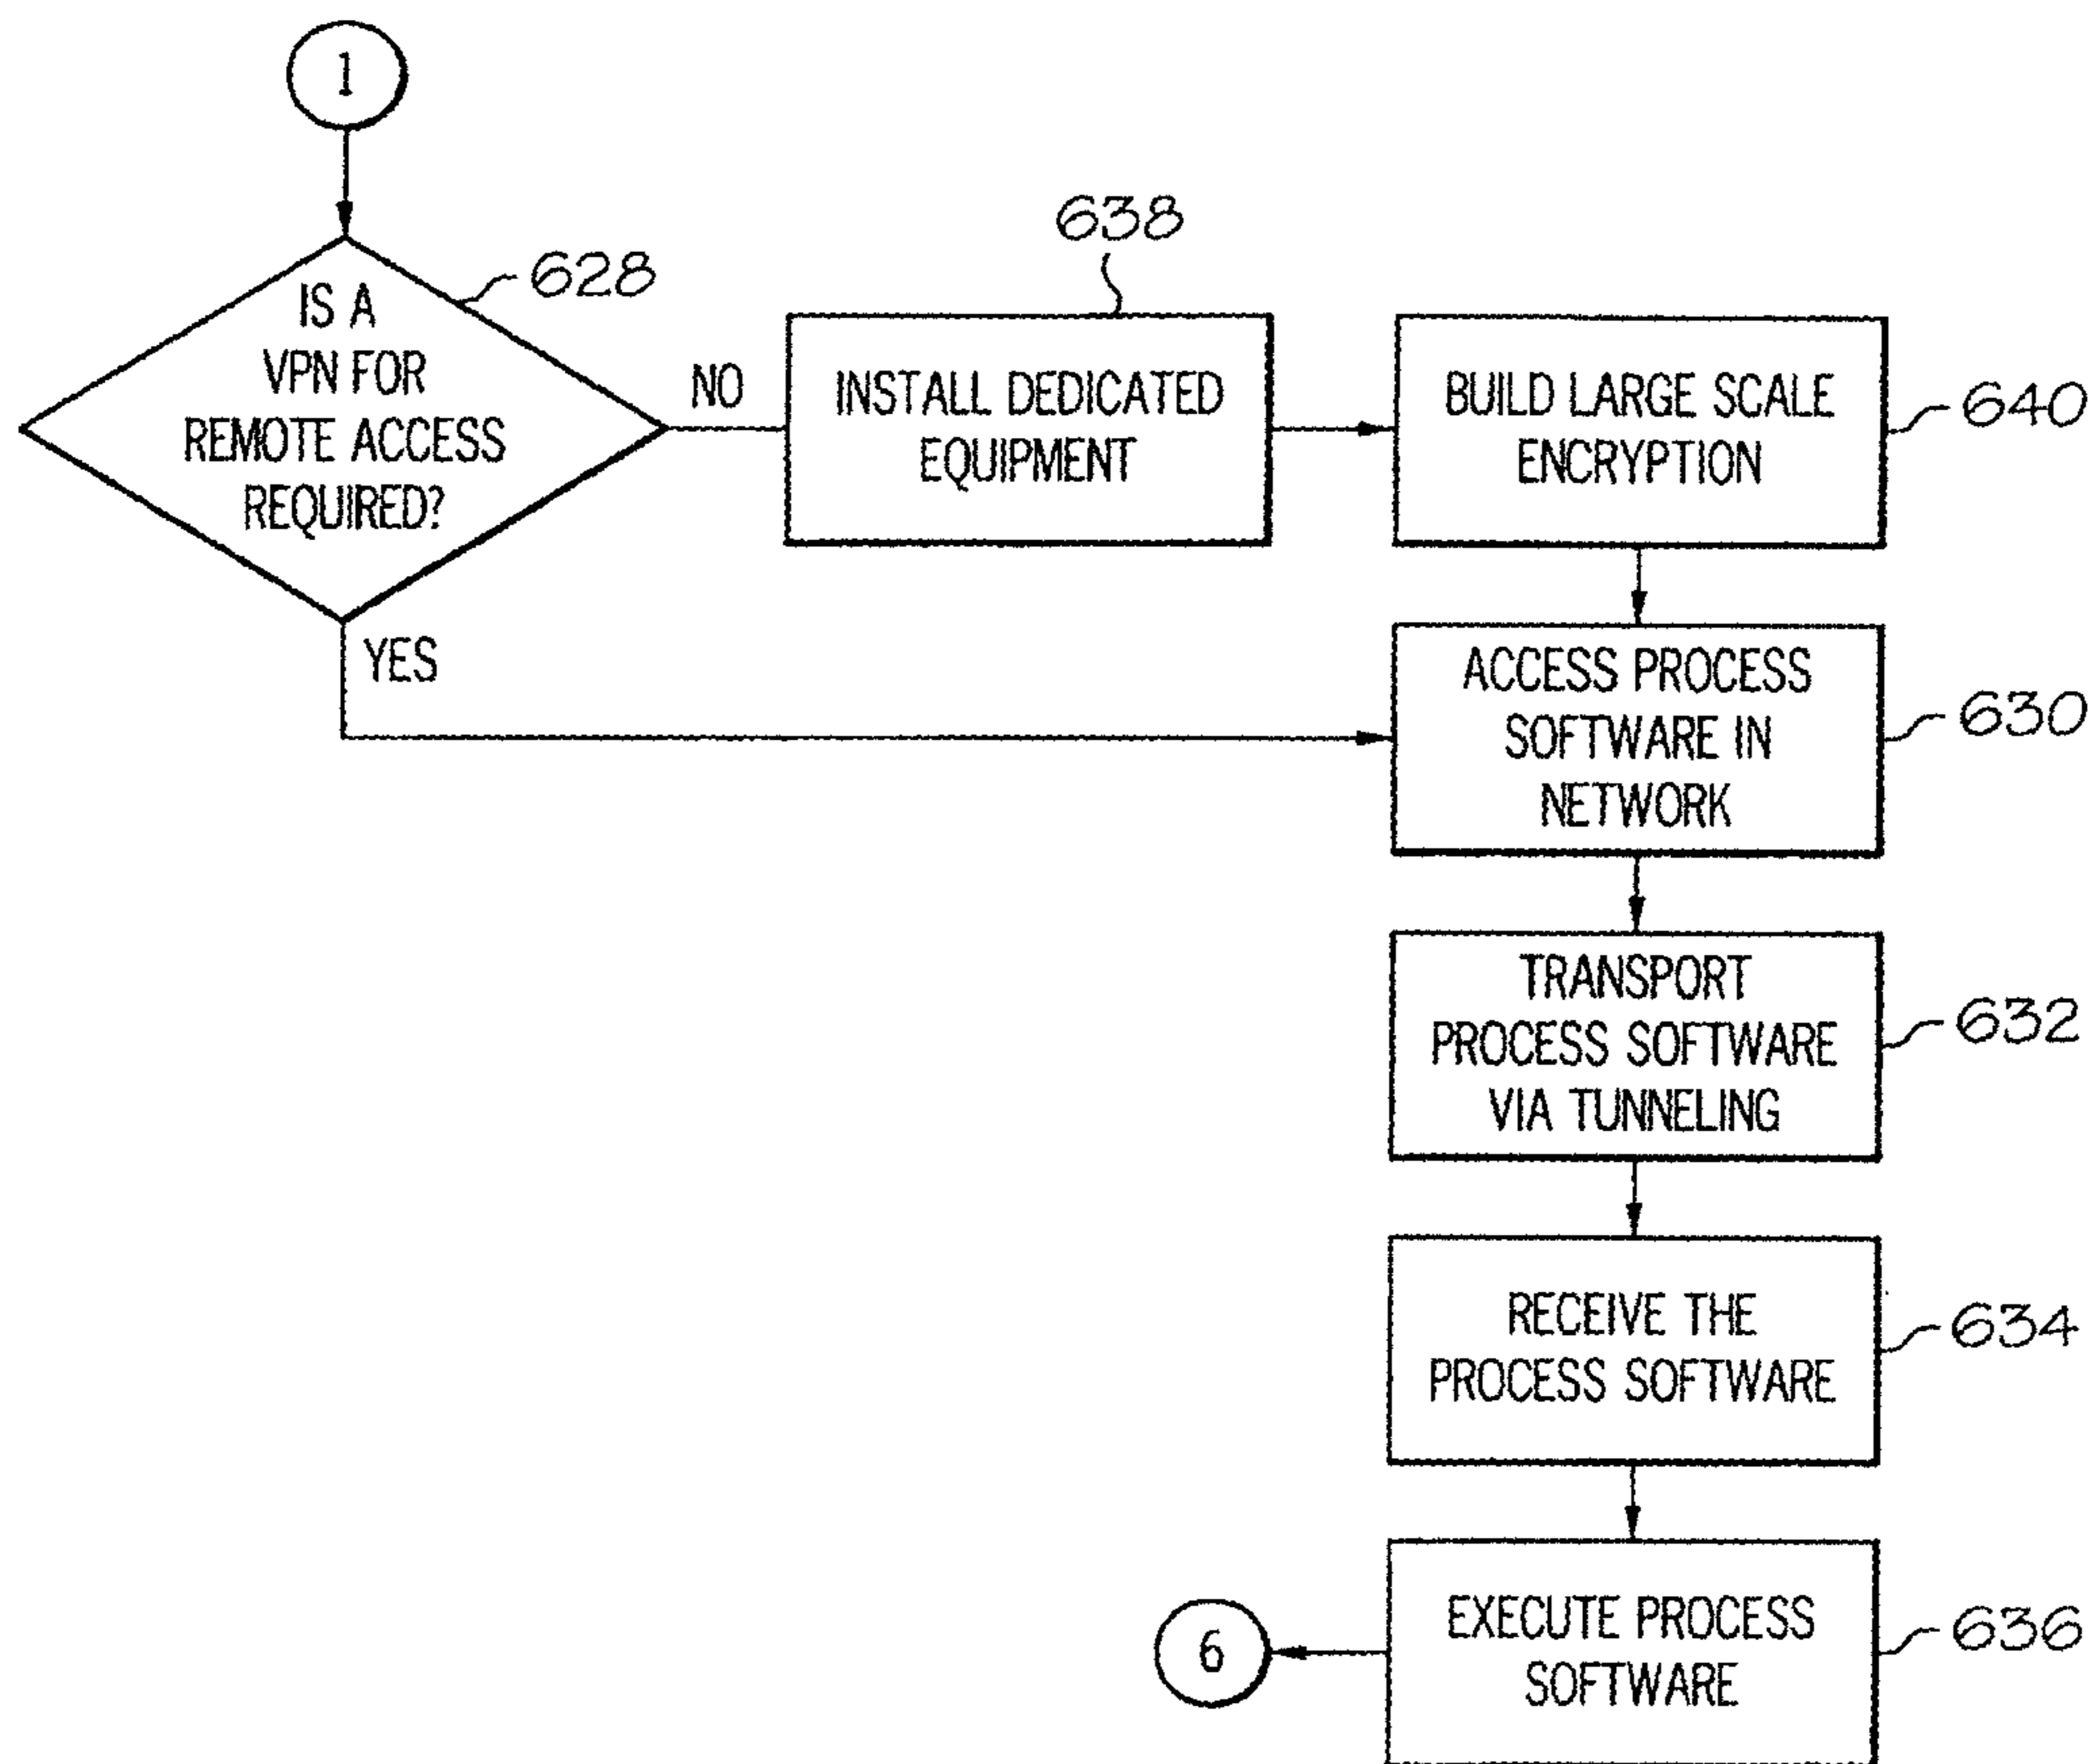 1
IS A
VPN FOR
REMOTE ACCESS
REQUIRED?
628
NO
YES
638
INSTALL DEDICATED
EQUIPMENT
BUILD LARGE SCALE
ENCRYPTION
640
ACCESS PROCESS
SOFTWARE IN
NETWORK
630
TRANSPORT
PROCESS SOFTWARE
VIA TUNNELING
632
RECEIVE THE
PROCESS SOFTWARE
634
EXECUTE PROCESS
SOFTWARE
636
6